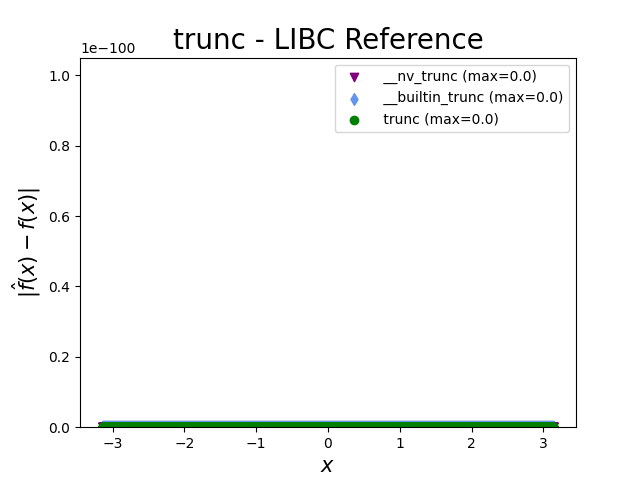 trunc - LIBC Reference
1e−100
__nv_trunc (max=0.0)
__builtin_trunc (max=0.0)
trunc (max=0.0)
1.0
0.8
0.6
0.4
0.2
0.0
|f̂(x) − f(x)|
−3
−2
−1
0
1
2
3
x